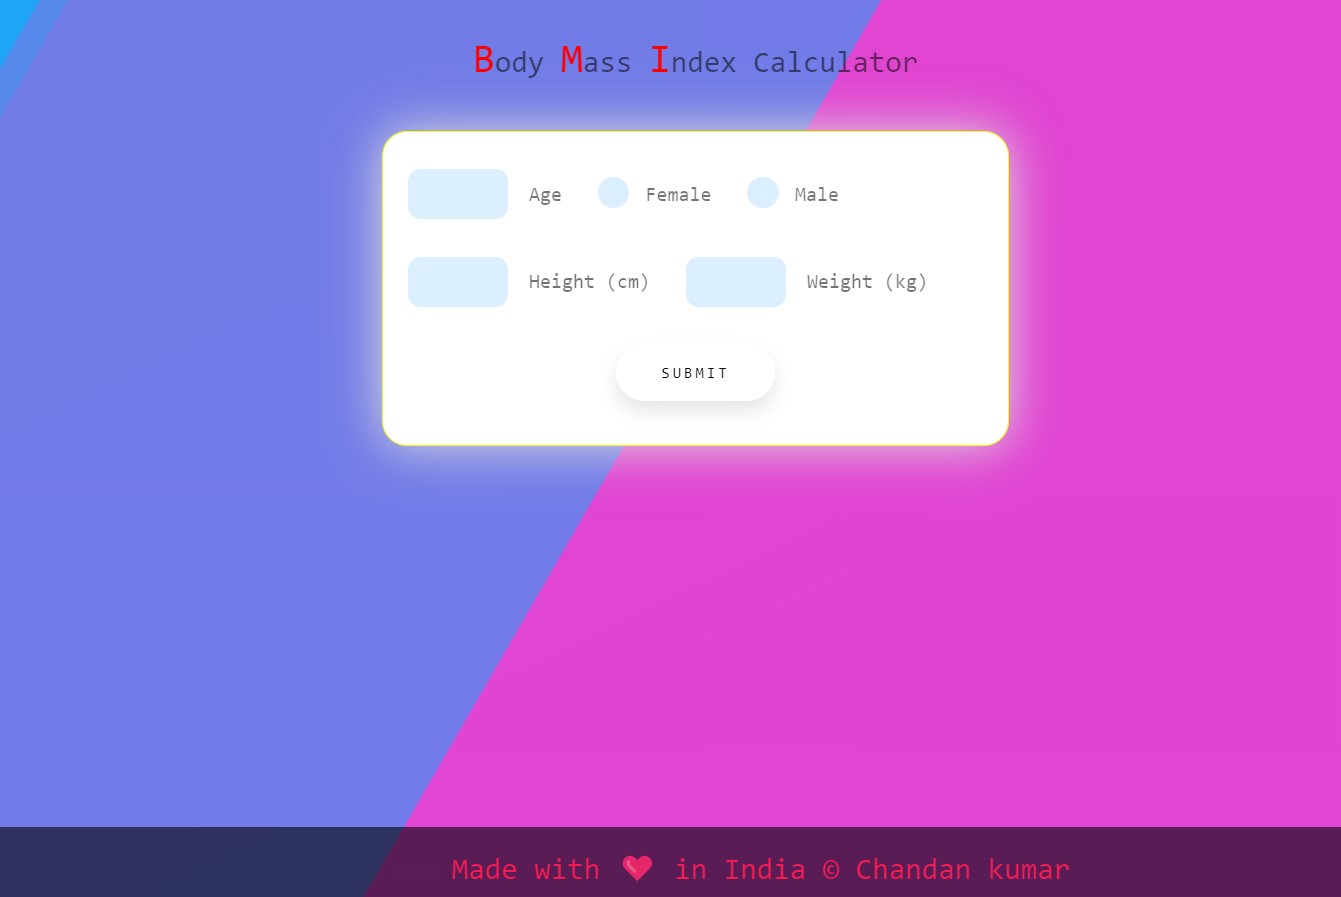 Body Mass Index Calculator
Age Female Male
Height (cm) Weight (kg)
SUBMIT
Made with ❤ in India © Chandan kumar